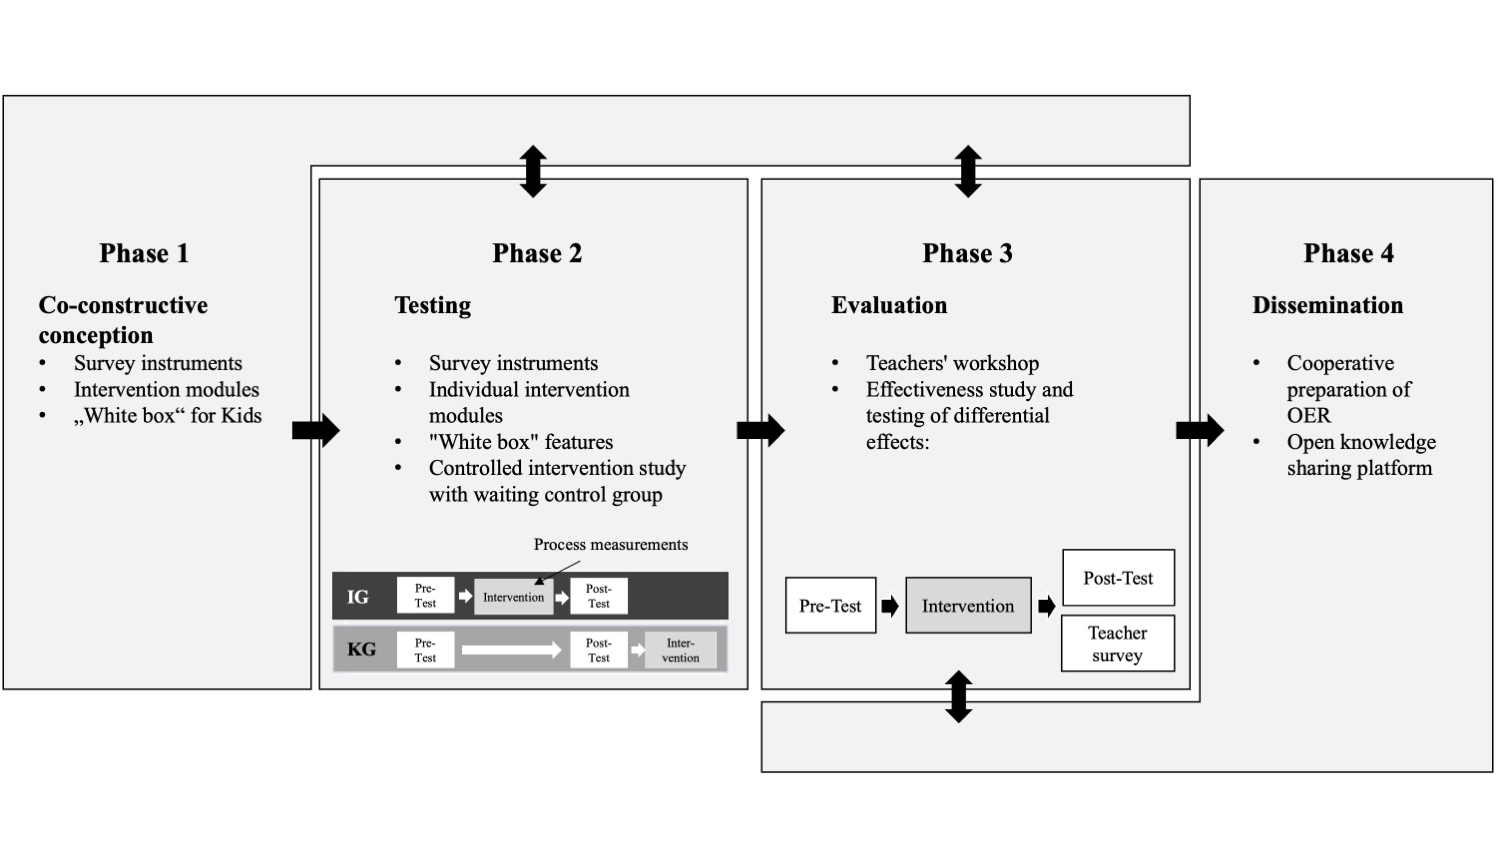 Phase 1
Co-constructive
conception
• Survey instruments
• Intervention modules
• „White box“ for Kids
Phase 2
Testing
• Survey instruments
• Individual intervention
modules
• "White box" features
• Controlled intervention study
with waiting control group
Process measurements
IG
Pre-
Test
Intervention
Post-
Test
KG
Pre-
Test
Post-
Test
Inter-
vention
Phase 3
Evaluation
• Teachers' workshop
• Effectiveness study and
testing of differential
effects:
Pre-Test
Intervention
Post-Test
Teacher
survey
Phase 4
Dissemination
• Cooperative
preparation of
OER
• Open knowledge
sharing platform